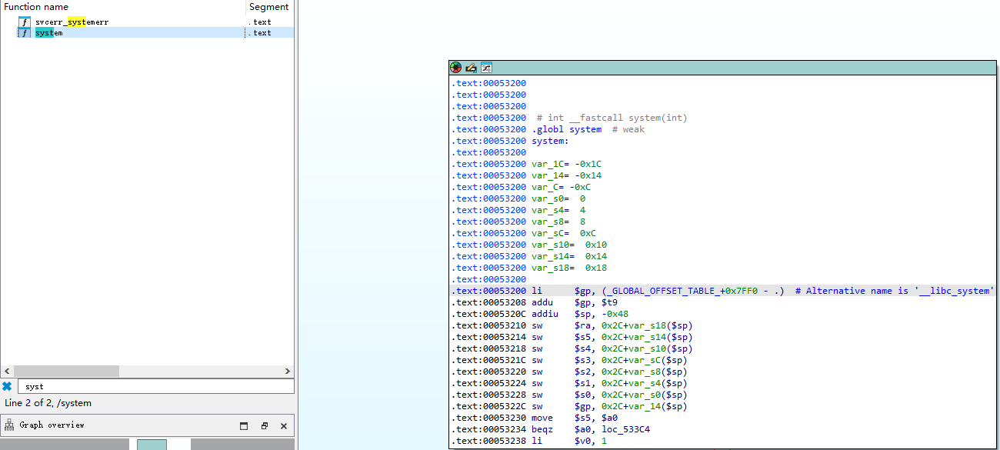 Function name Segment
f svcerr_systemerr .text
f system .text
syst
Line 2 of 2, /system
Graph overview
.text:00053200
.text:00053200
.text:00053200
.text:00053200 # int __fastcall system(int)
.text:00053200 .globl system # weak
.text:00053200 system:
.text:00053200
.text:00053200 var_1C= -0x1C
.text:00053200 var_14= -0x14
.text:00053200 var_C= -0xC
.text:00053200 var_s0= 0
.text:00053200 var_s4= 4
.text:00053200 var_s8= 8
.text:00053200 var_sC= 0xC
.text:00053200 var_s10= 0x10
.text:00053200 var_s14= 0x14
.text:00053200 var_s18= 0x18
.text:00053200
.text:00053200 li $gp, (_GLOBAL_OFFSET_TABLE_+0x7FF0 - .) # Alternative name is '__libc_system'
.text:00053208 addu $gp, $t9
.text:0005320C addiu $sp, -0x48
.text:00053210 sw $ra, 0x2C+var_s18($sp)
.text:00053214 sw $s5, 0x2C+var_s14($sp)
.text:00053218 sw $s4, 0x2C+var_s10($sp)
.text:0005321C sw $s3, 0x2C+var_sC($sp)
.text:00053220 sw $s2, 0x2C+var_s8($sp)
.text:00053224 sw $s1, 0x2C+var_s4($sp)
.text:00053228 sw $s0, 0x2C+var_s0($sp)
.text:0005322C sw $gp, 0x2C+var_14($sp)
.text:00053230 move $s5, $a0
.text:00053234 beqz $a0, loc_533C4
.text:00053238 li $v0, 1